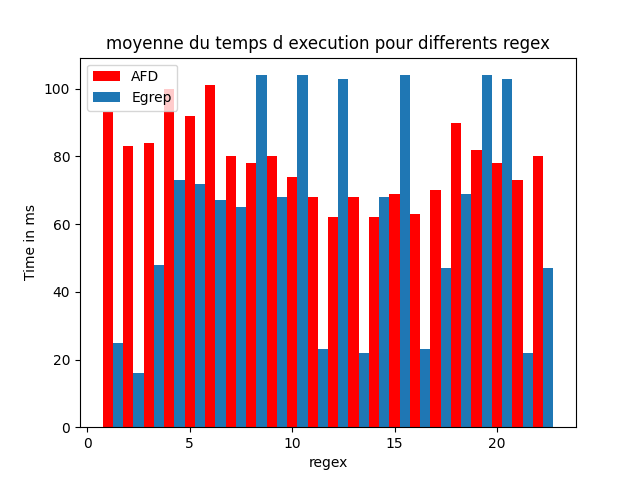 moyenne du temps d execution pour differents regex
AFD
Egrep
100
80
60
40
20
0
Time in ms
0 5 10 15 20
regex